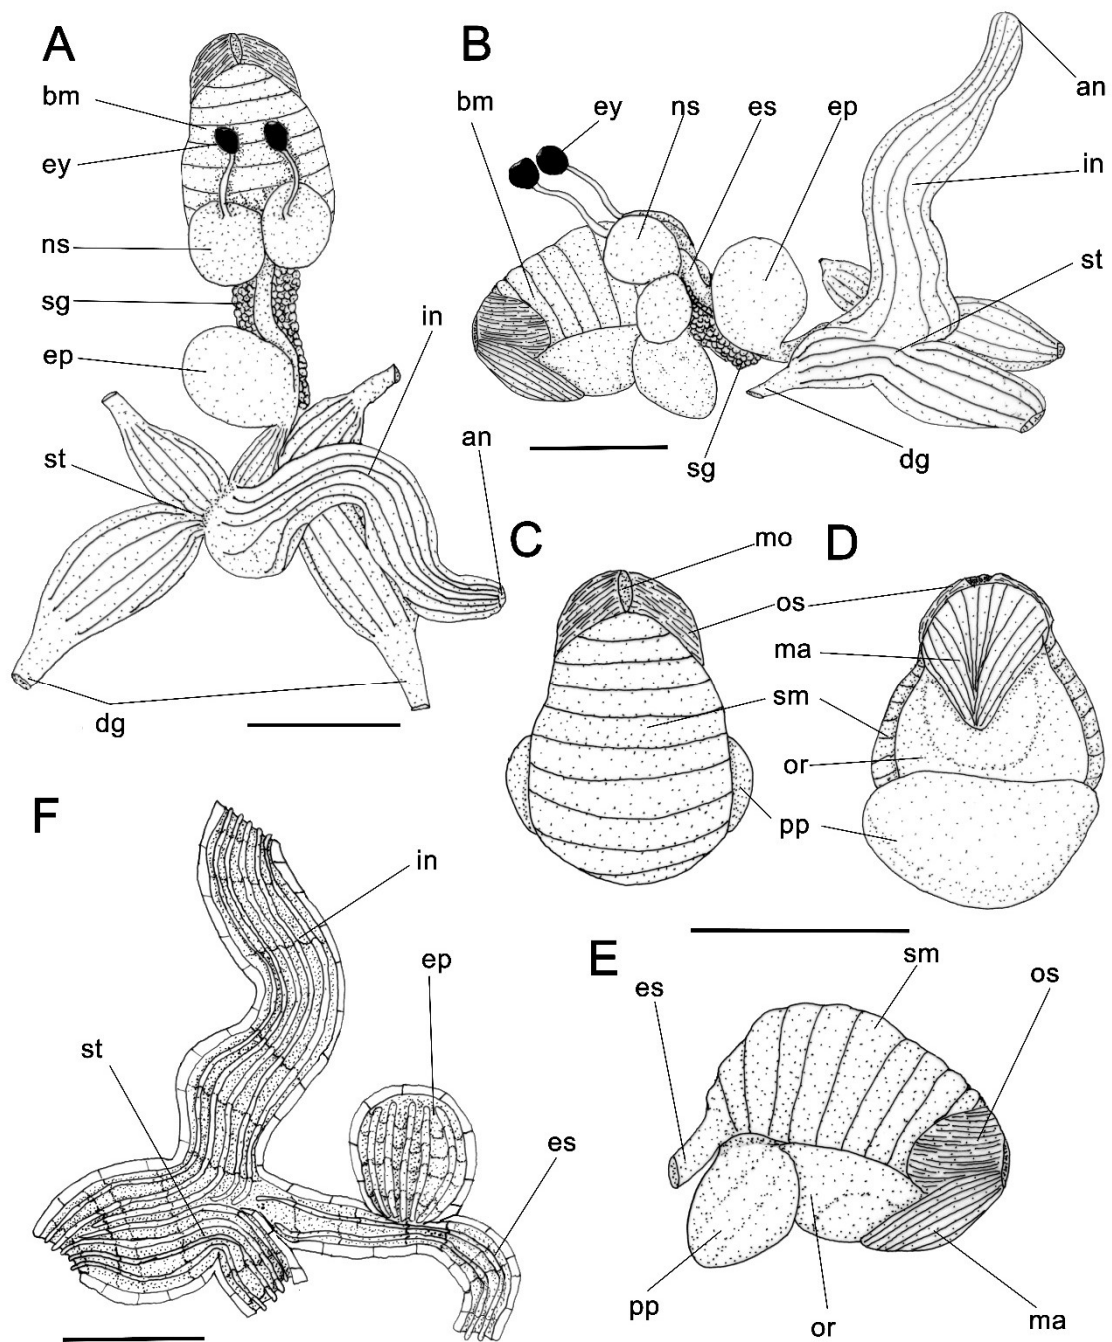 A
bm
ey
ns
sg
ep
st
in
an
dg
B
bm
ey
ns
es
ep
an
in
st
sg
dg
C
mo
D
os
ma
sm
or
pp
F
in
ep
st
es
E
es
sm
os
pp
or
ma